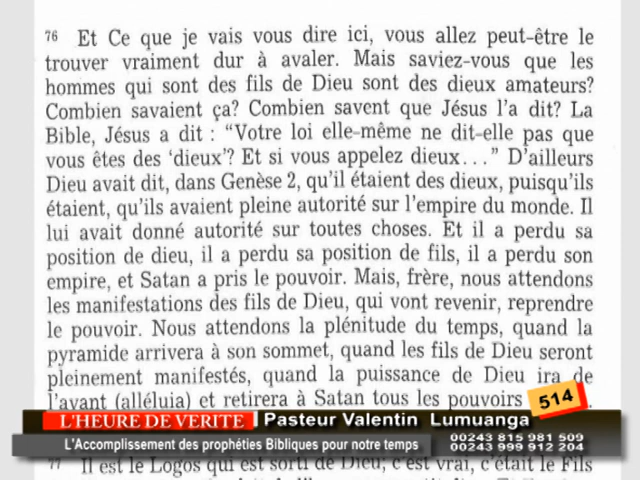 76 Et Ce que je vais vous dire ici, vous allez peut-être le
trouver vraiment dur à avaler. Mais saviez-vous que les
hommes qui sont des fils de Dieu sont des dieux amateurs?
Combien savaient ça? Combien savent que Jésus l'a dit? La
Bible, Jésus a dit : “Votre loi elle-même ne dit-elle pas que
vous êtes des ‘dieux’? Et si vous appelez dieux...” D'ailleurs
Dieu avait dit, dans Genèse 2, qu'il étaient des dieux, puisqu'ils
étaient, qu'ils avaient pleine autorité sur l'empire du monde. Il
lui avait donné autorité sur toutes choses. Et il a perdu sa
position de dieu, il a perdu sa position de fils, il a perdu son
empire, et Satan a pris le pouvoir. Mais, frère, nous attendons
les manifestations des fils de Dieu, qui vont revenir, reprendre
le pouvoir. Nous attendons la plénitude du temps, quand la
pyramide arrivera à son sommet, quand les fils de Dieu seront
pleinement manifestés, quand la puissance de Dieu ira de
l'avant (alléluia) et retirera à Satan tous les pouvoirs
514
L'HEURE DE VERITE Pasteur Valentin Lumuanga
L'Accomplissement des prophéties Bibliques pour notre temps
00243 815 981 509
00243 999 912 204
77 Il est le Logos qui est sorti de Dieu; c'est vrai, c'était le Fils